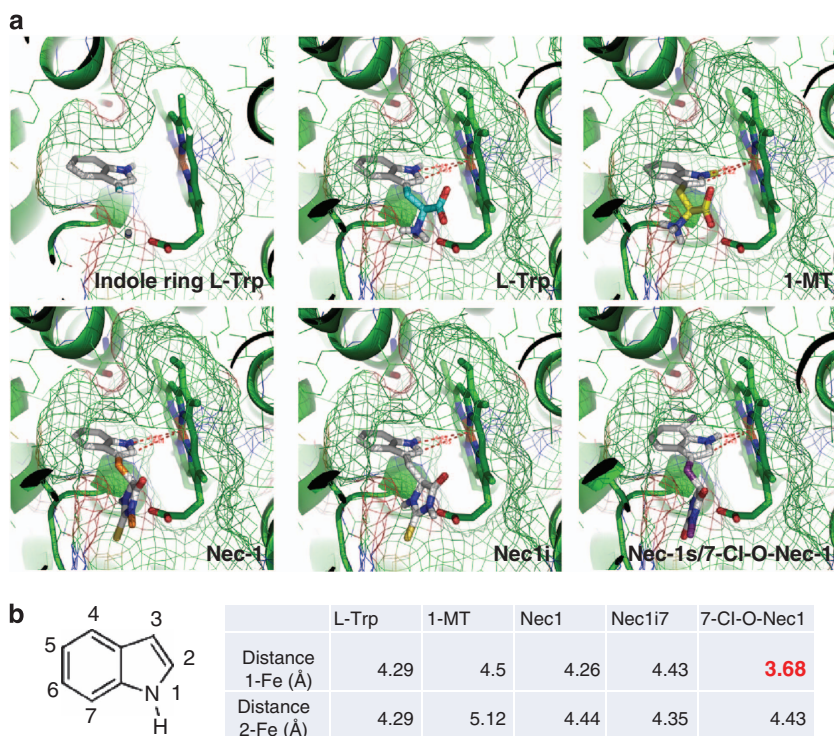 a
Indole ring L-Trp
L-Trp
1-MT
Nec-1
Nec1i
Nec-1s/7-Cl-O-Nec-1
b
4
3
5
2
6
1
7
N
H
L-Trp 1-MT Nec1 Nec1i7 7-Cl-O-Nec1
Distance
1-Fe (Å) 4.29 4.5 4.26 4.43 3.68
Distance
2-Fe (Å) 4.29 5.12 4.44 4.35 4.43